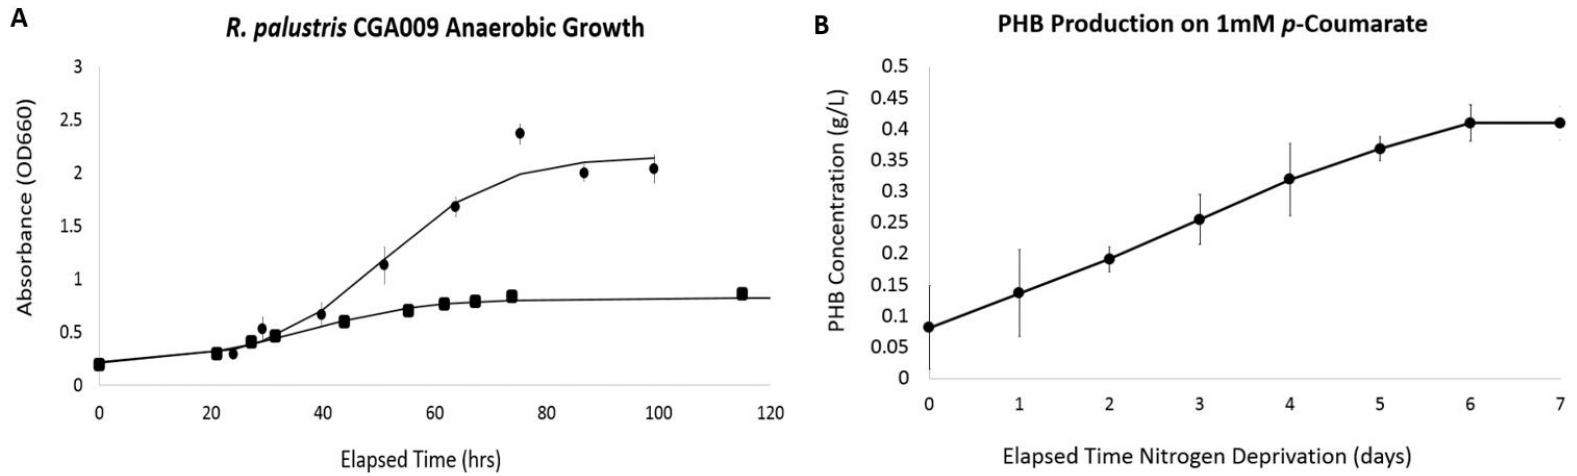 A
R. palustris CGA009 Anaerobic Growth
3
2.5
2
1.5
1
0.5
0
Absorbance (OD660)
0 20 40 60 80 100 120
Elapsed Time (hrs)
B
PHB Production on 1mM p-Coumarate
0.5
0.45
0.4
0.35
0.3
0.25
0.2
0.15
0.1
0.05
0
PHB Concentration (g/L)
0 1 2 3 4 5 6 7
Elapsed Time Nitrogen Deprivation (days)